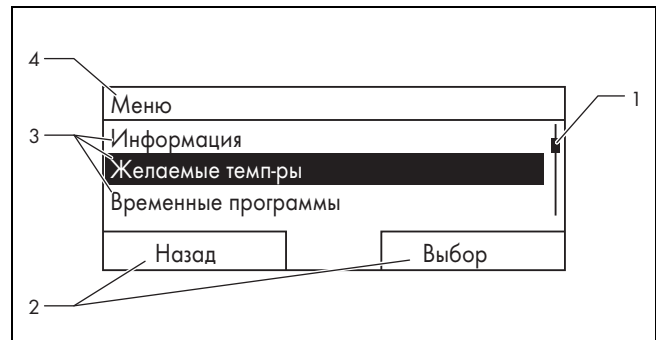 4
Меню
1
3
Информация
Желаемые темп-ры
Временные программы
Назад
Выбор
2